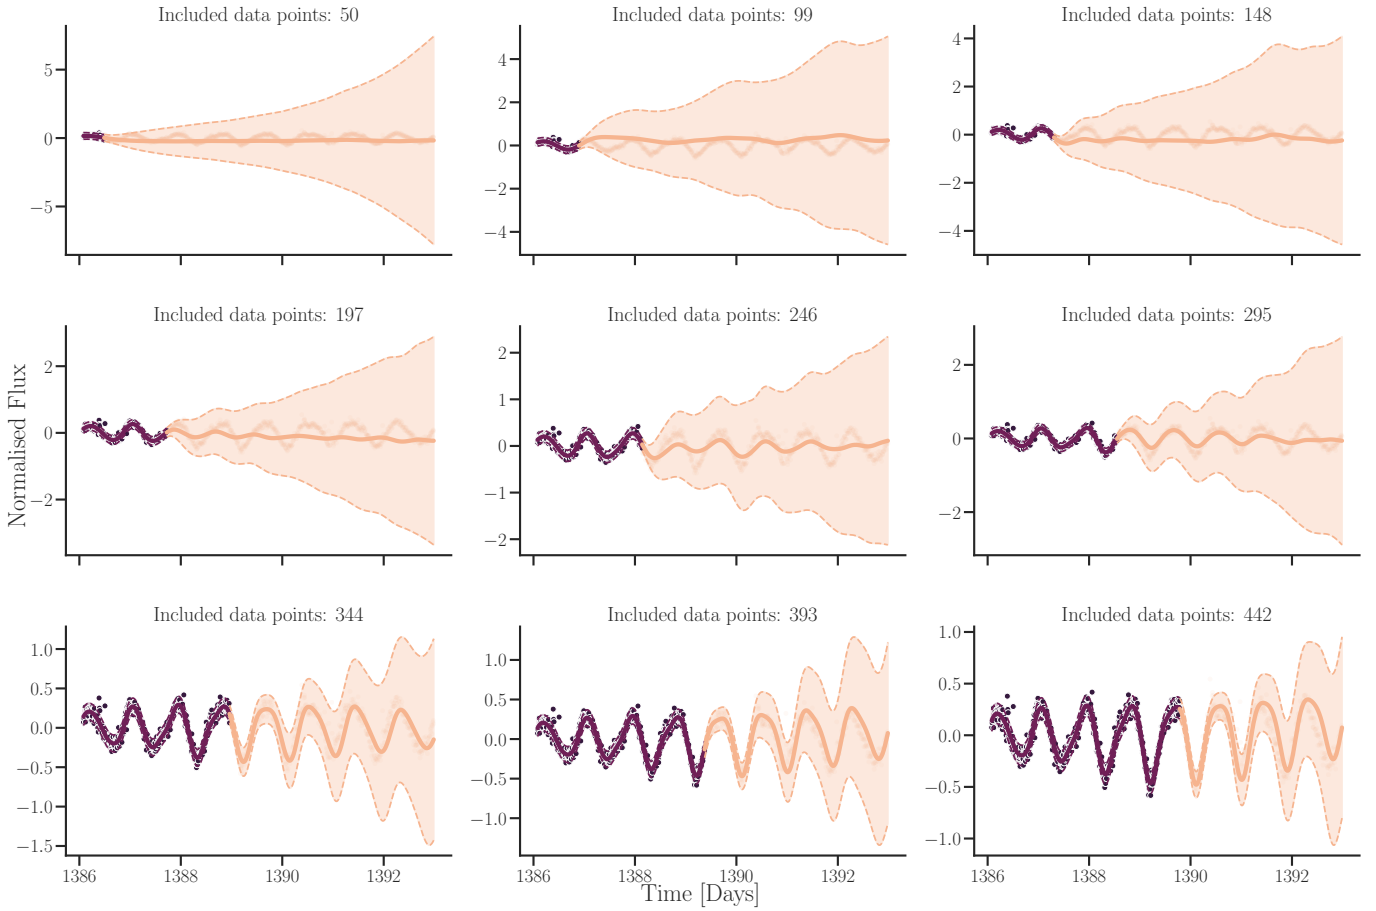 Included data points: 50
Included data points: 99
Included data points: 148
5
0
−5
4
2
0
−2
−4
4
2
0
−2
−4
Included data points: 197
Included data points: 246
Included data points: 295
Normalised Flux
2
0
−2
2
1
0
−1
−2
2
0
−2
Included data points: 344
Included data points: 393
Included data points: 442
1.0
0.5
0.0
−0.5
−1.0
−1.5
1.0
0.5
0.0
−0.5
−1.0
1.0
0.5
0.0
−0.5
−1.0
1386 1388 1390 1392
1386 1388 1390 1392
1386 1388 1390 1392
Time [Days]